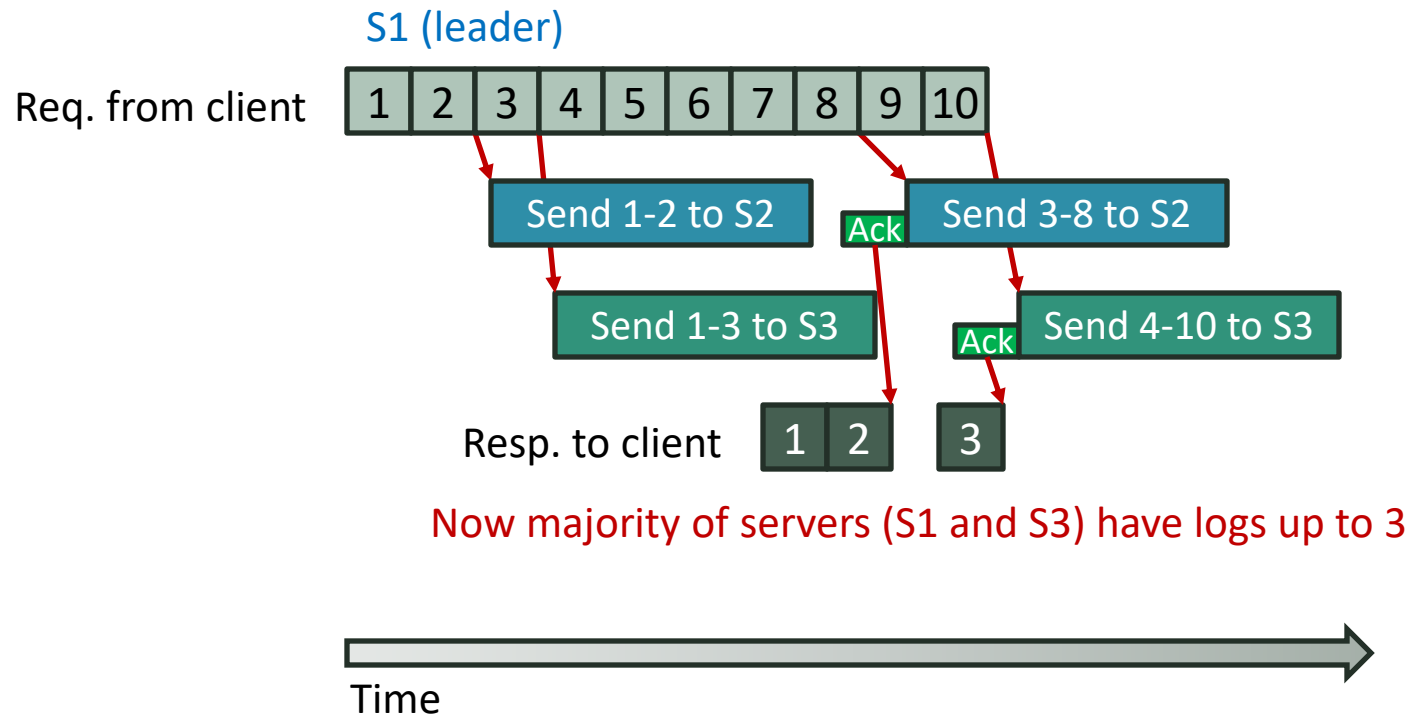 S1 (leader)
Req. from client 1 2 3 4 5 6 7 8 9 10
Send 1-2 to S2 Ack Send 3-8 to S2
Send 1-3 to S3 Ack Send 4-10 to S3
Resp. to client 1 2 3
Now majority of servers (S1 and S3) have logs up to 3
Time